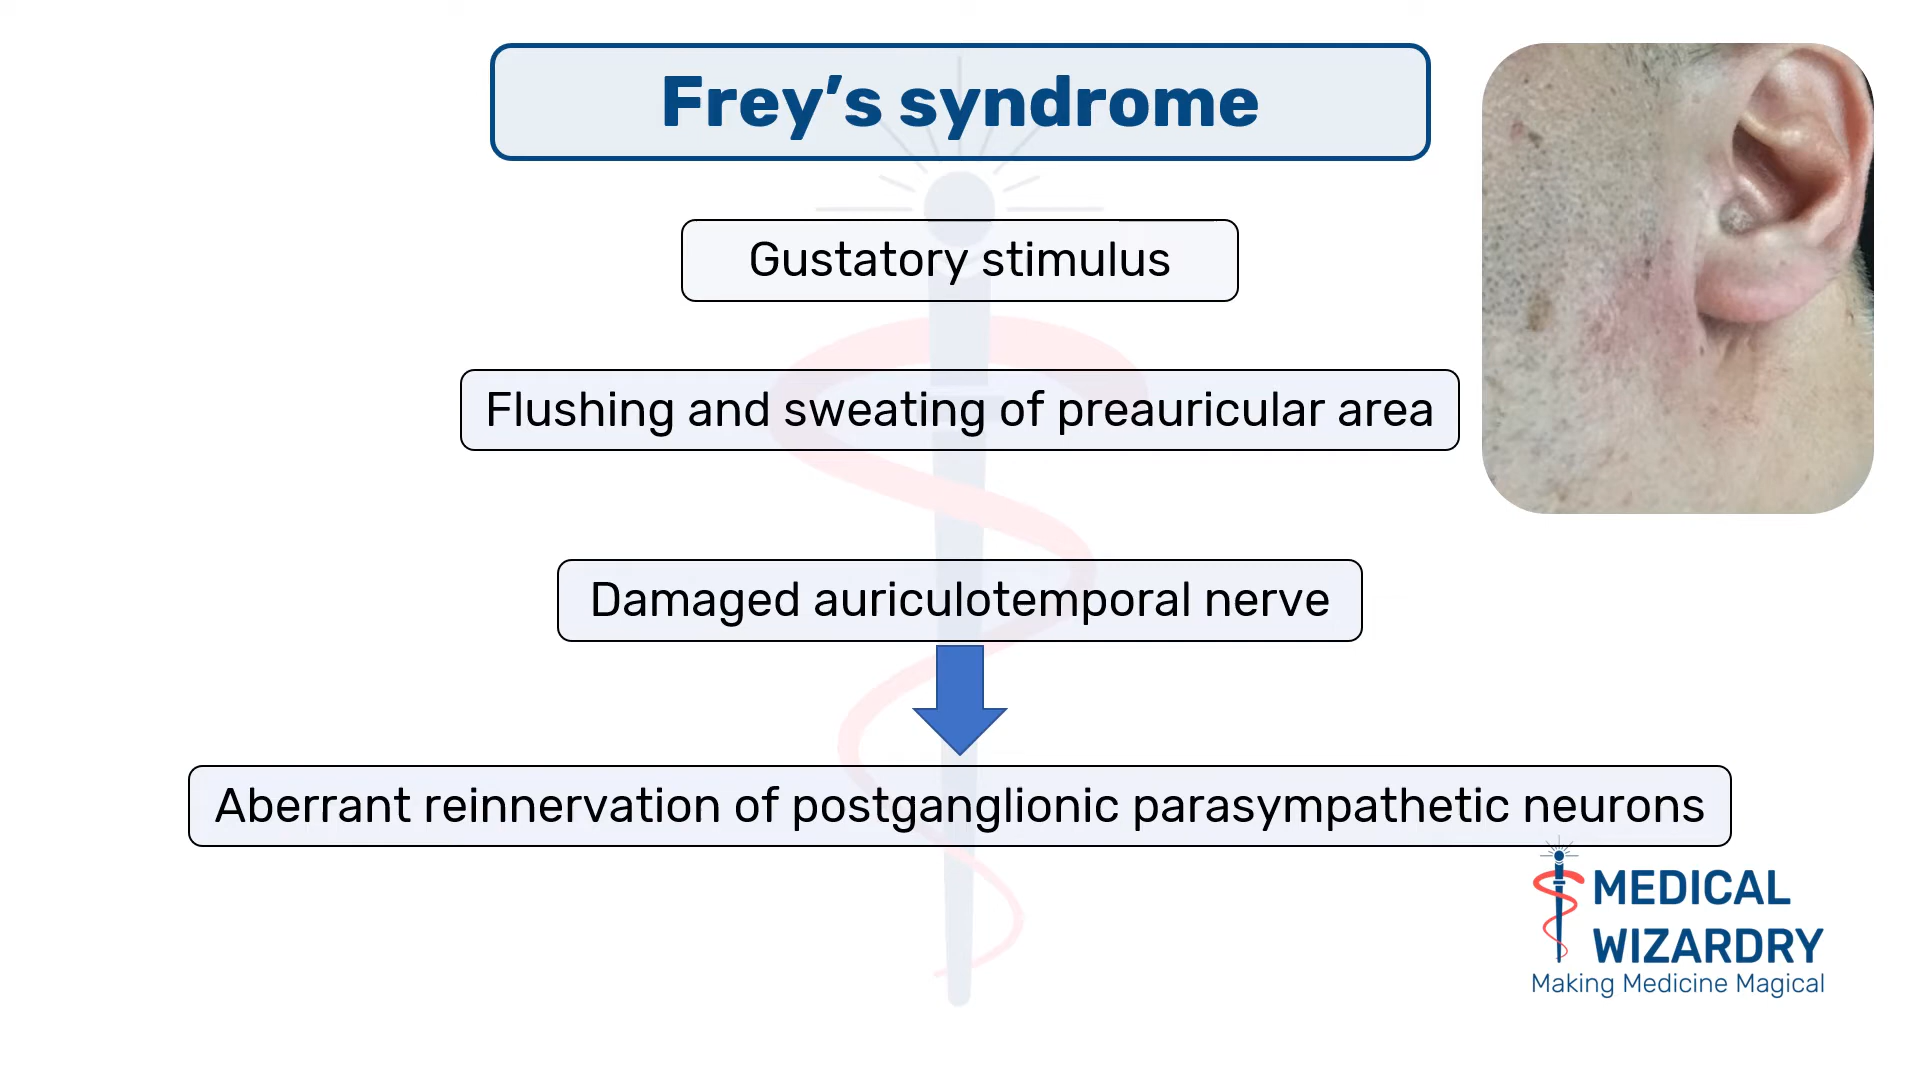 Frey’s syndrome
Gustatory stimulus
Flushing and sweating of preauricular area
Damaged auriculotemporal nerve
Aberrant reinnervation of postganglionic parasympathetic neurons
MEDICAL
WIZARDRY
Making Medicine Magical